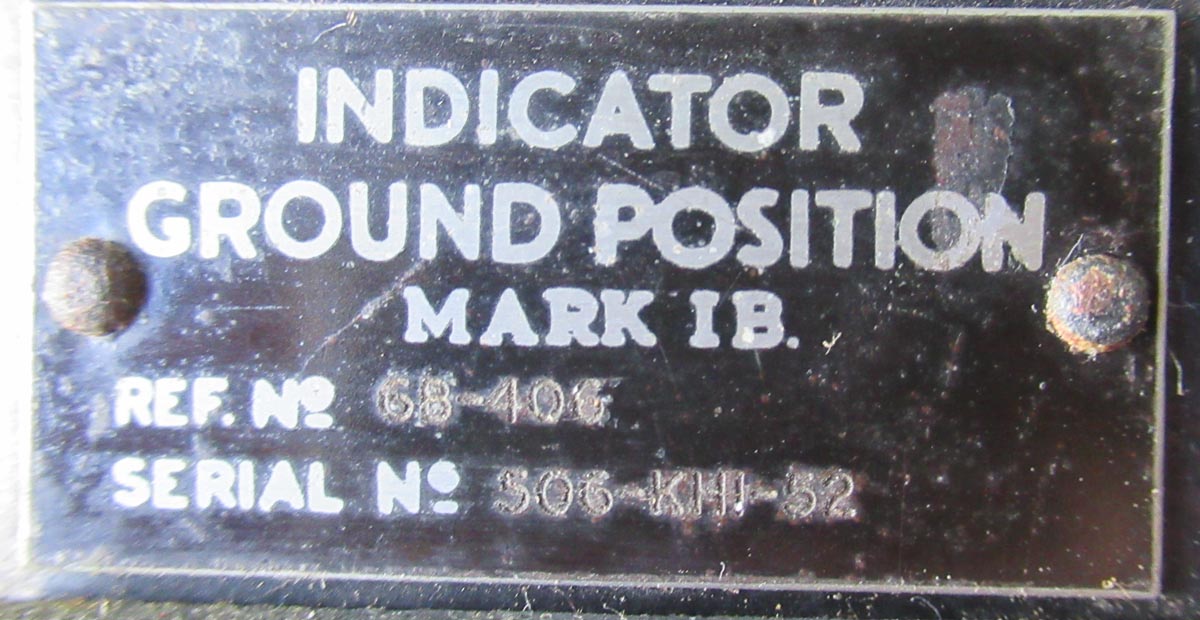 INDICATOR
GROUND POSITION
MARK IB.
REF. Nº 6B-406
SERIAL Nº 506-KHI-52